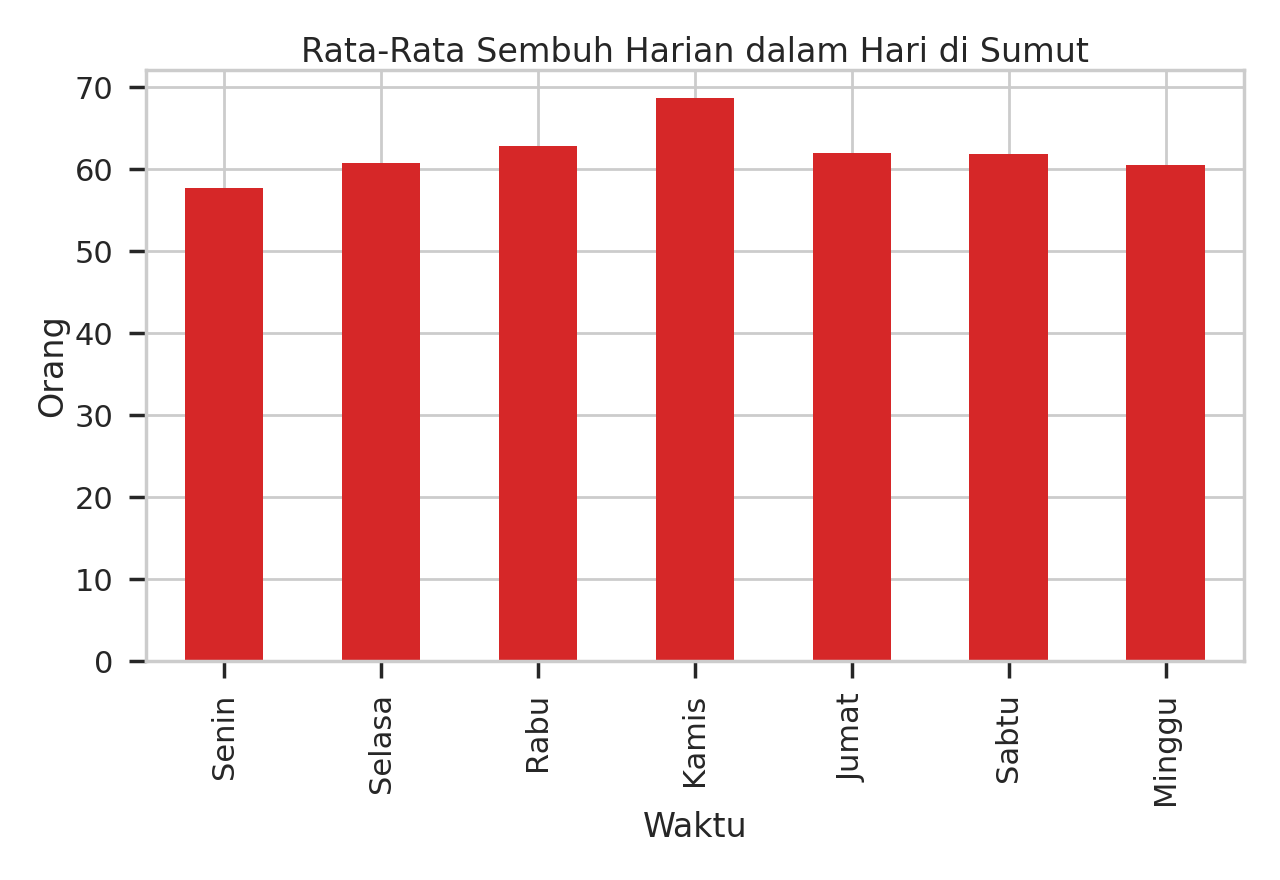 Rata-Rata Sembuh Harian dalam Hari di Sumut
70
60
50
40
30
20
10
0
Orang
Senin
Selasa
Rabu
Kamis
Jumat
Sabtu
Minggu
Waktu